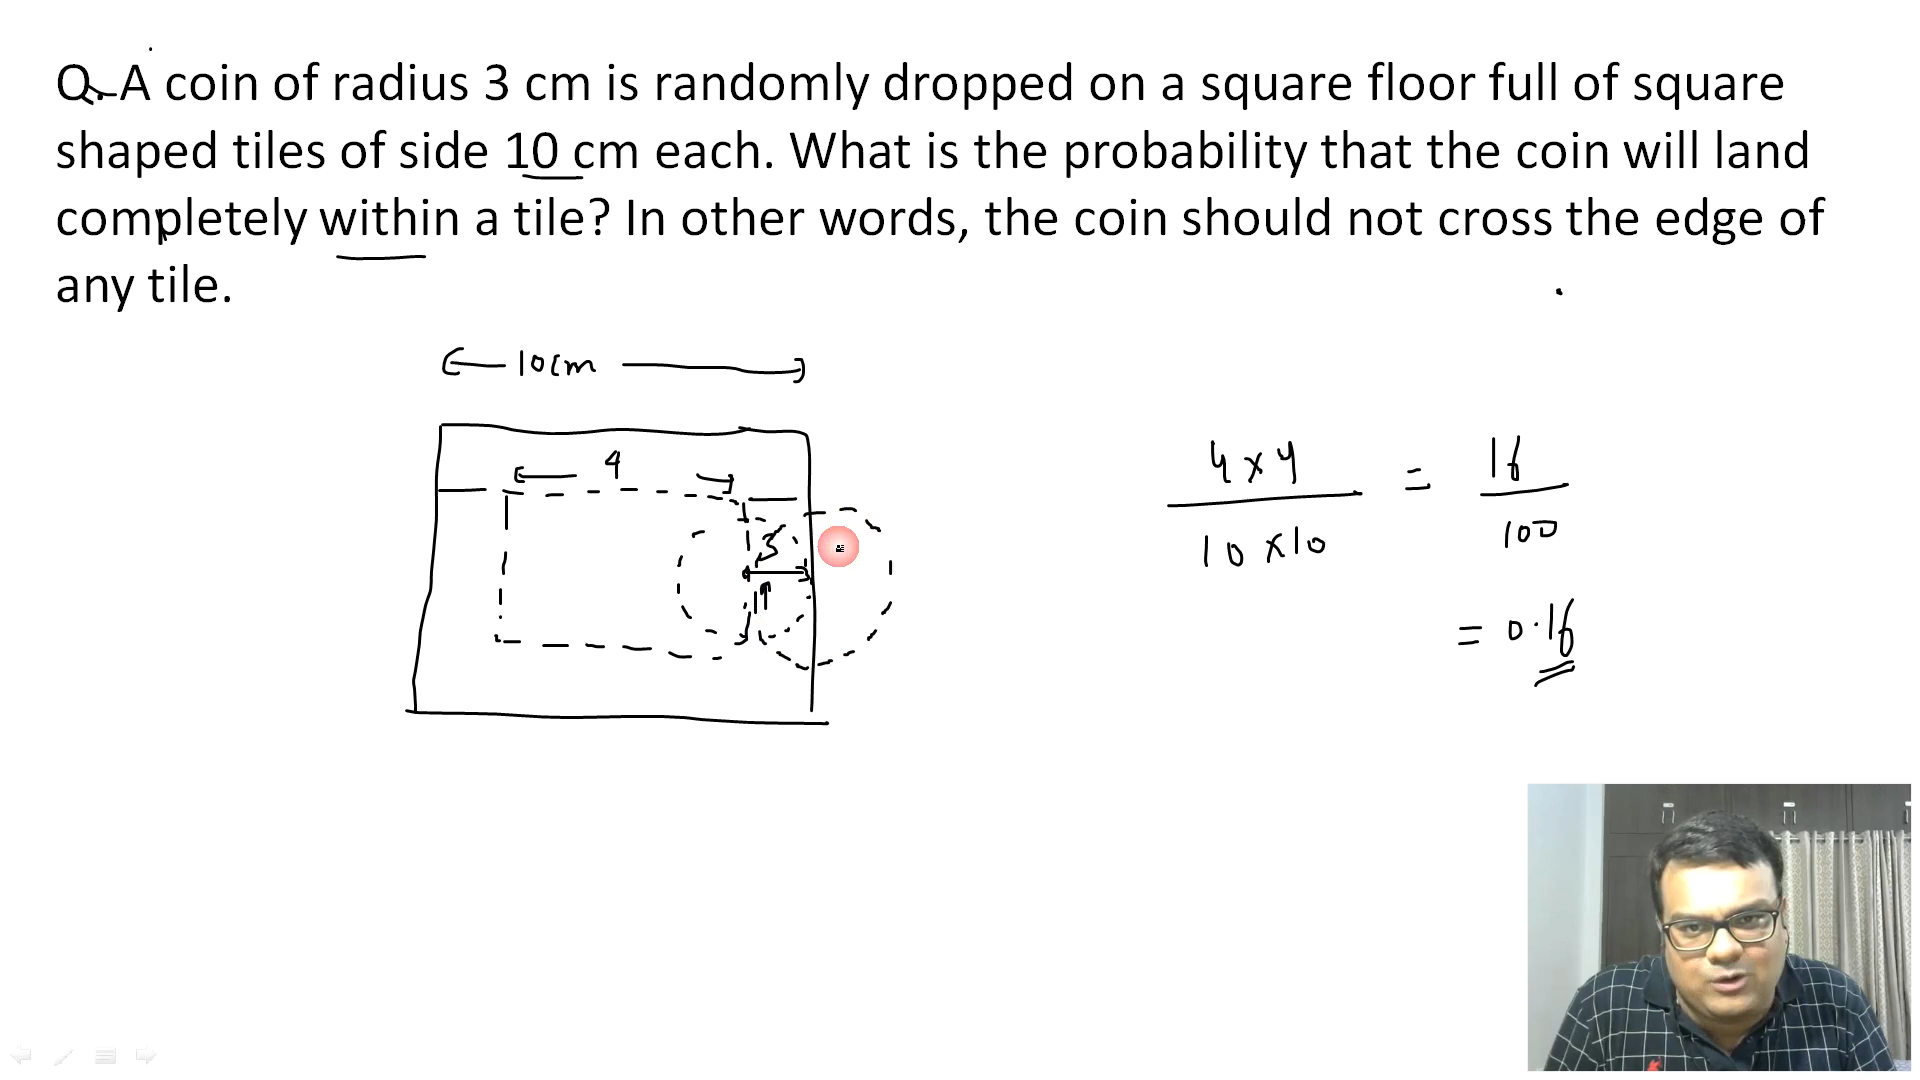 Q. A coin of radius 3 cm is randomly dropped on a square floor full of square
shaped tiles of side 10 cm each. What is the probability that the coin will land
completely within a tile? In other words, the coin should not cross the edge of
any tile.
10cm
4
3
4 x 4 / 10 x 10 = 16 / 100
= 0.16